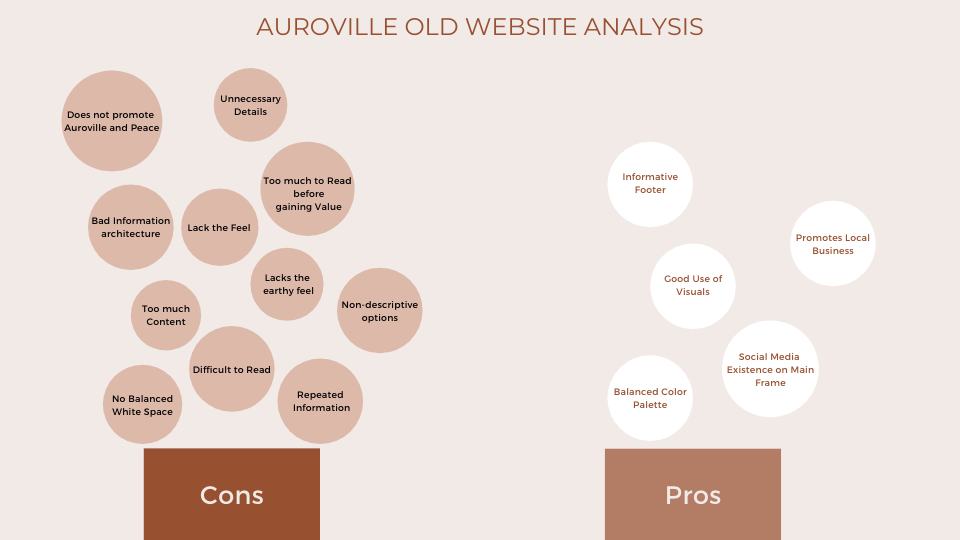 AUROVILLE OLD WEBSITE ANALYSIS
Does not promote
Auroville and Peace
Unnecessary
Details
Too much to Read
before
gaining Value
Bad Information
architecture
Lack the Feel
Lacks the
earthy feel
Non-descriptive
options
Too much
Content
Difficult to Read
No Balanced
White Space
Repeated
Information
Cons
Informative
Footer
Promotes Local
Business
Good Use of
Visuals
Social Media
Existence on Main
Frame
Balanced Color
Palette
Pros